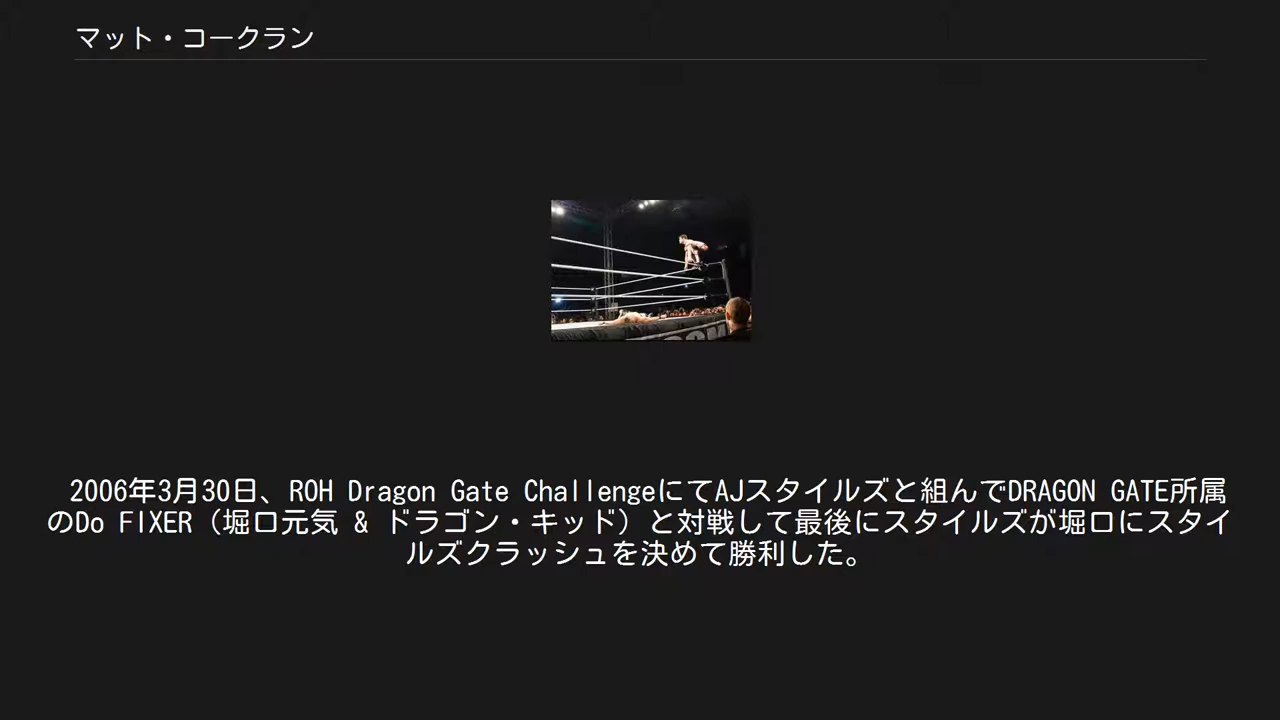 マット・コークラン
2006年3月30日、ROH Dragon Gate ChallengeにてAJスタイルズと組んでDRAGON GATE所属
のDo FIXER（堀口元気 & ドラゴン・キッド）と対戦して最後にスタイルズが堀口にスタイ
ルズクラッシュを決めて勝利した。